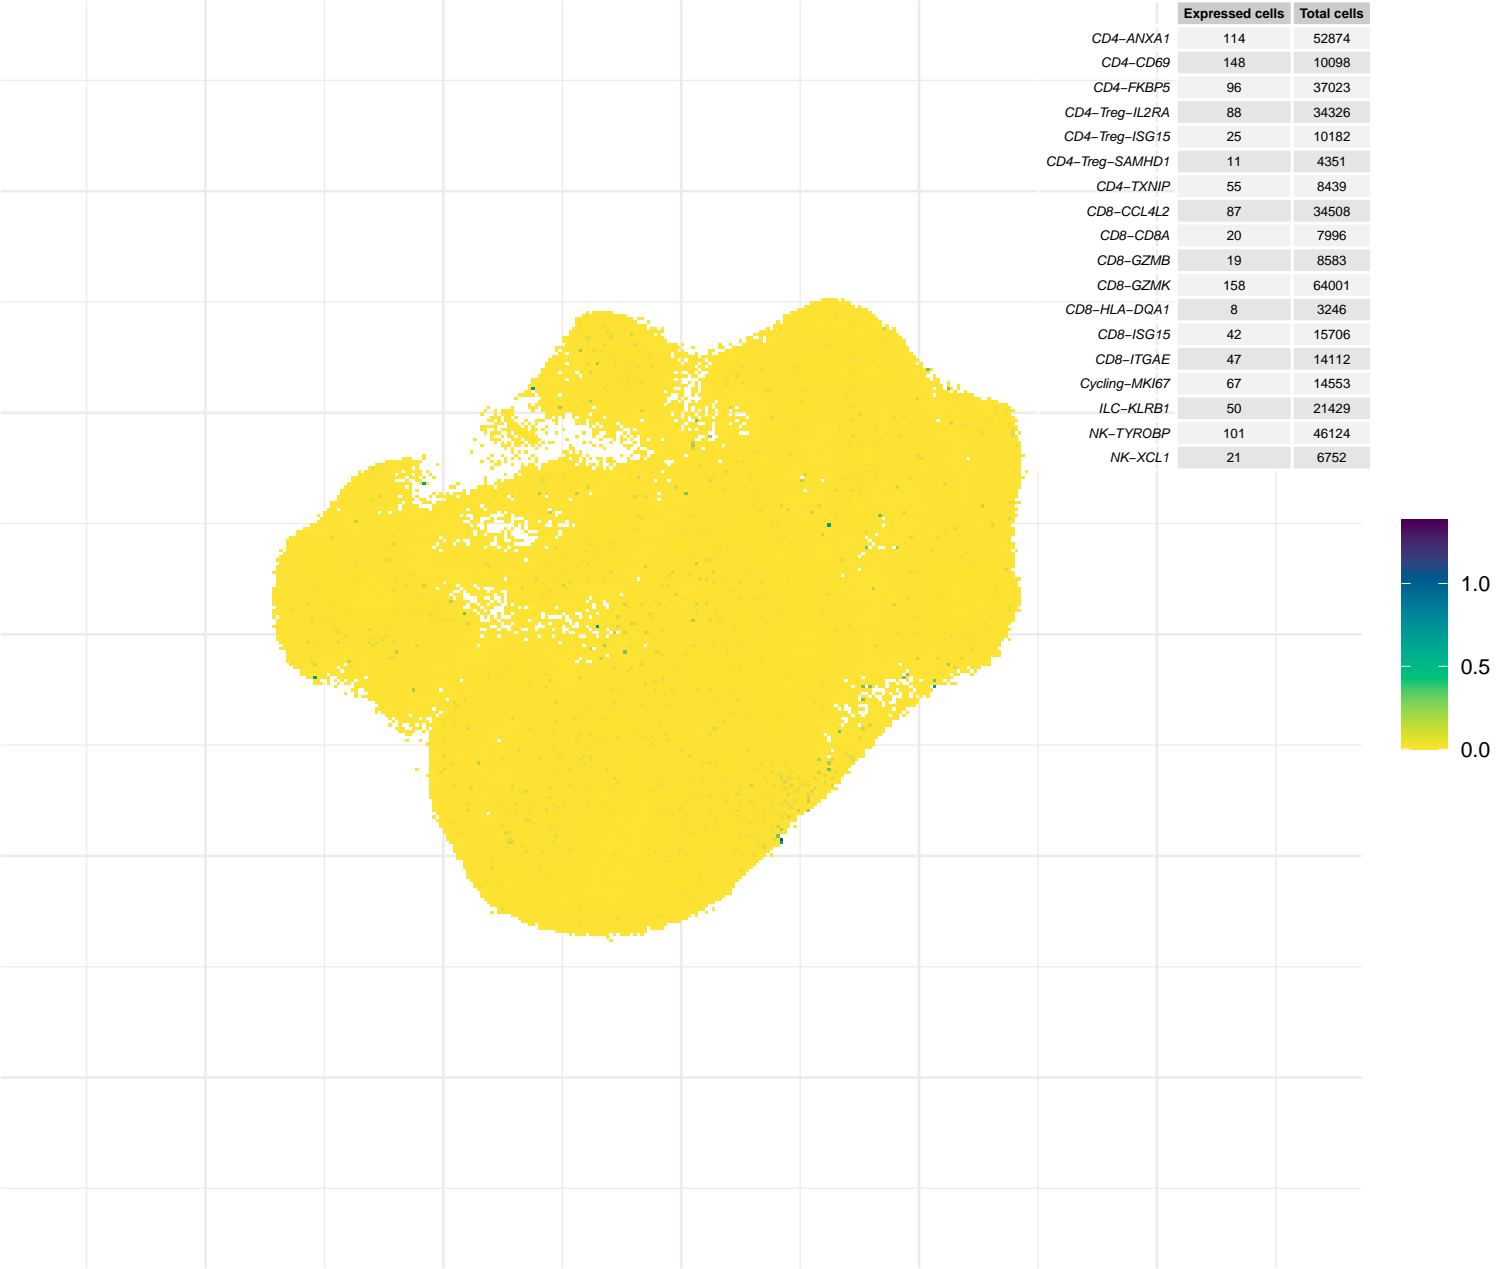 Expressed cells Total cells
CD4−ANXA1 114 52874
CD4−CD69 148 10098
CD4−FKBP5 96 37023
CD4−Treg−IL2RA 88 34326
CD4−Treg−ISG15 25 10182
CD4−Treg−SAMHD1 11 4351
CD4−TXNIP 55 8439
CD8−CCL4L2 87 34508
CD8−CD8A 20 7996
CD8−GZMB 19 8583
CD8−GZMK 158 64001
CD8−HLA−DQA1 8 3246
CD8−ISG15 42 15706
CD8−ITGAE 47 14112
Cycling−MKI67 67 14553
ILC−KLRB1 50 21429
NK−TYROBP 101 46124
NK−XCL1 21 6752
1.0
0.5
0.0